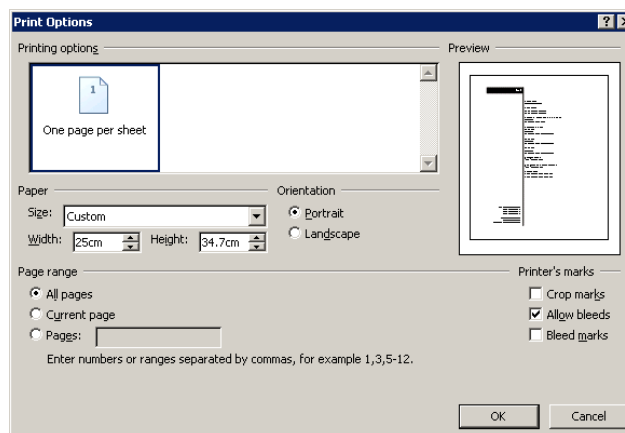 Print Options
Printing options
Preview
1
One page per sheet
Paper
Orientation
Size: Custom
Portrait
Width: 25cm Height: 34.7cm
Landscape
Page range
Printer's marks
All pages
Crop marks
Current page
Allow bleeds
Pages:
Bleed marks
Enter numbers or ranges separated by commas, for example 1,3,5-12.
OK Cancel